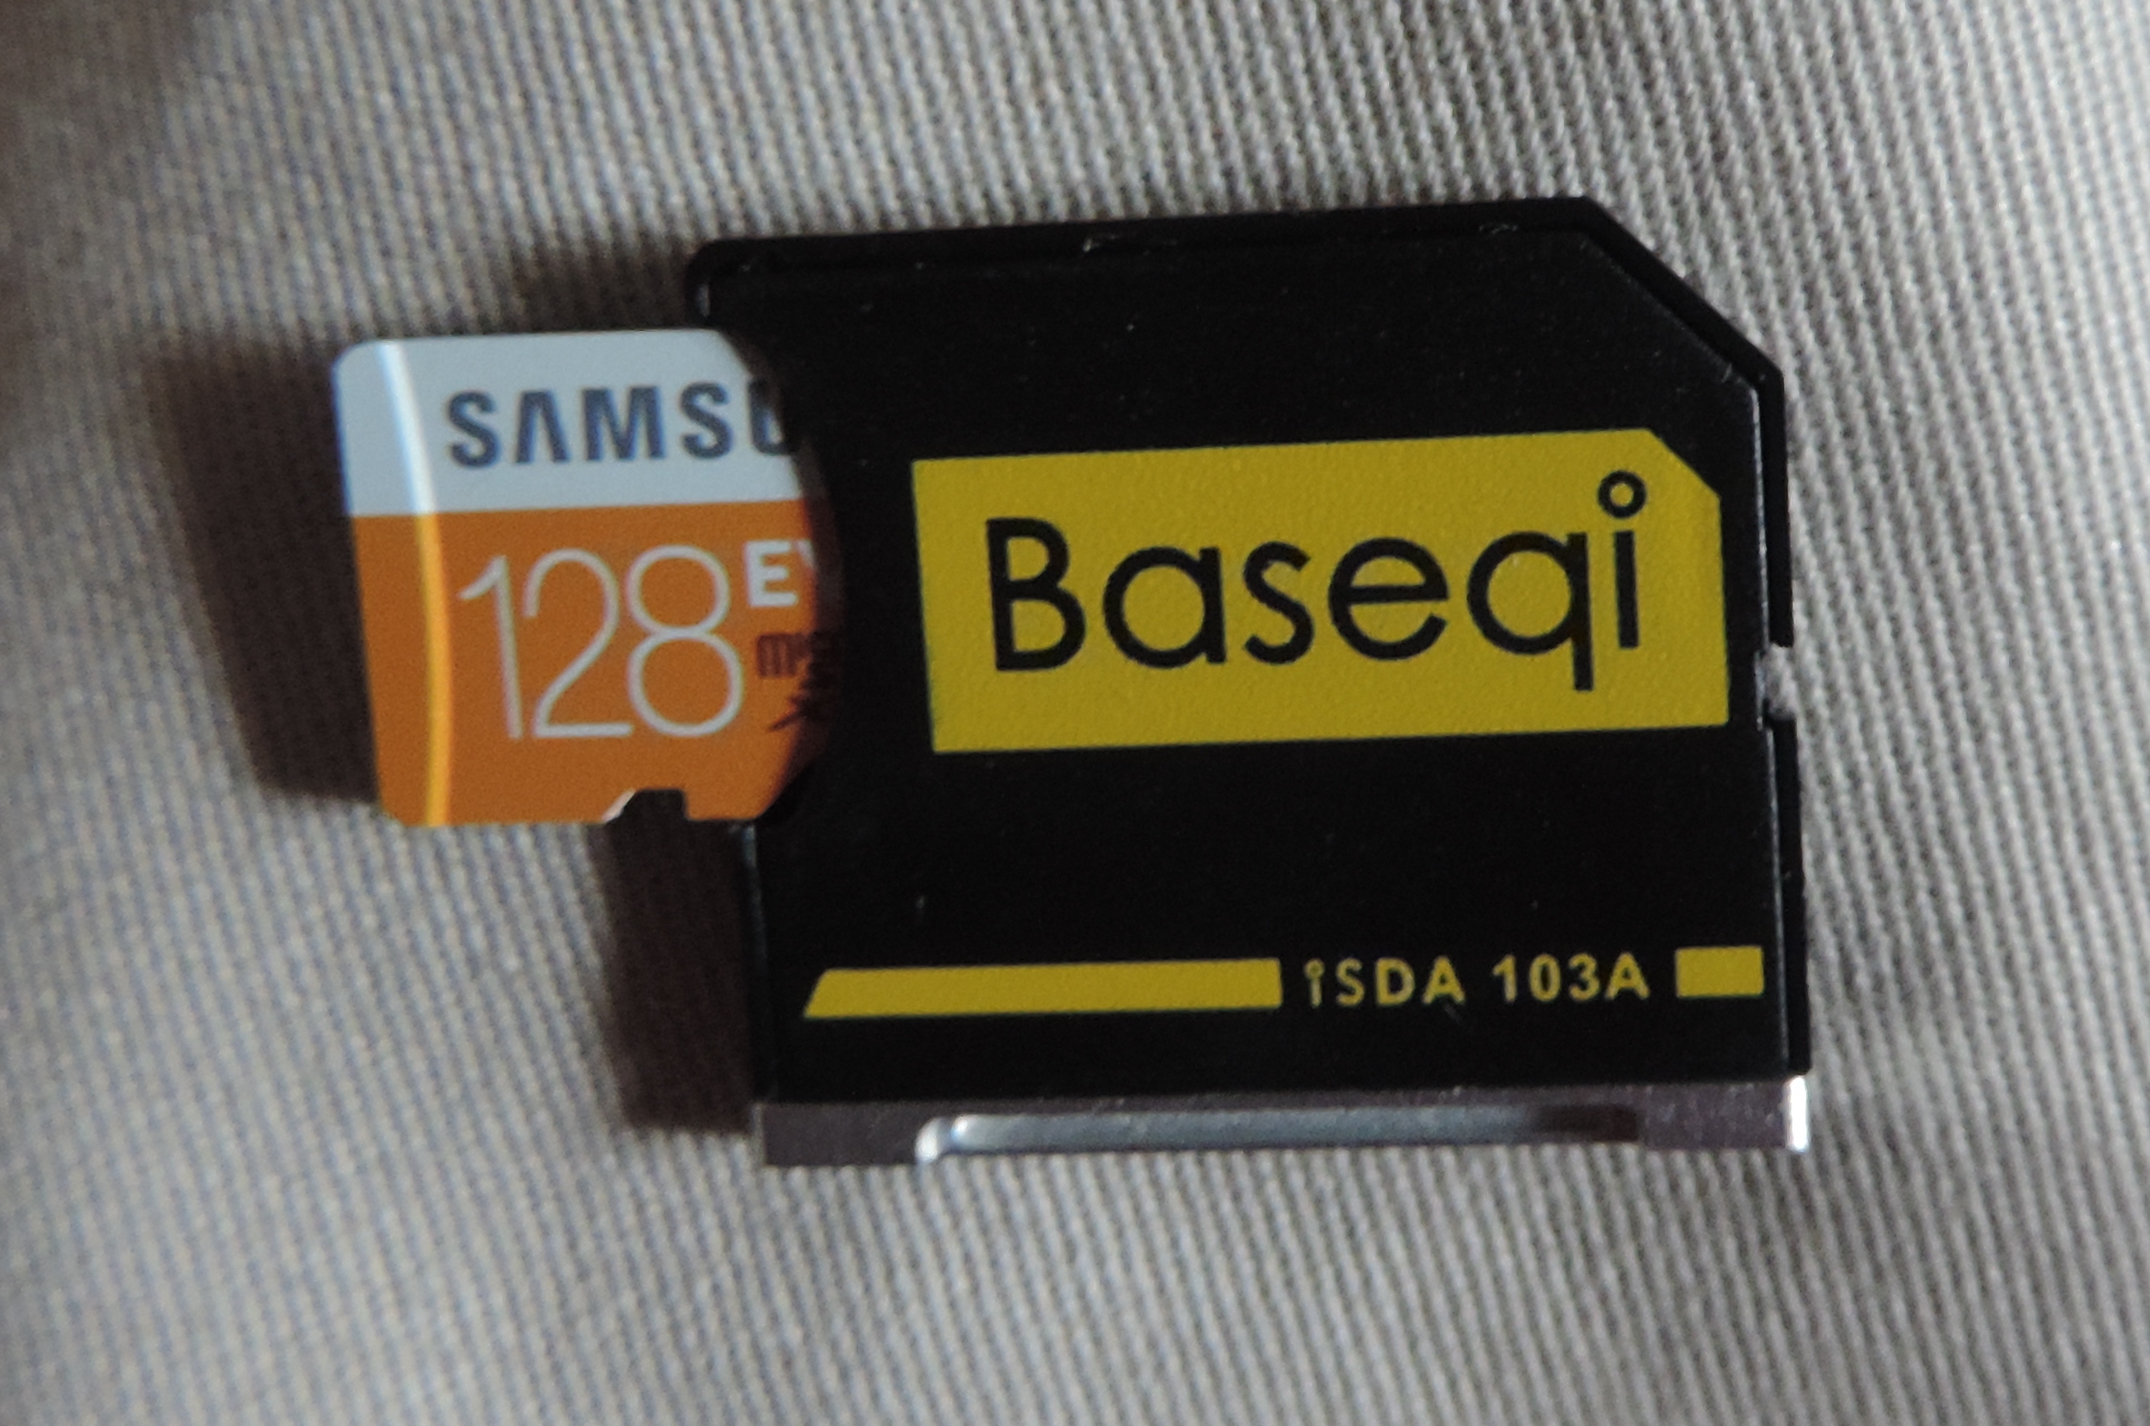 SAMSU
128 EV
Baseqi
iSDA 103A